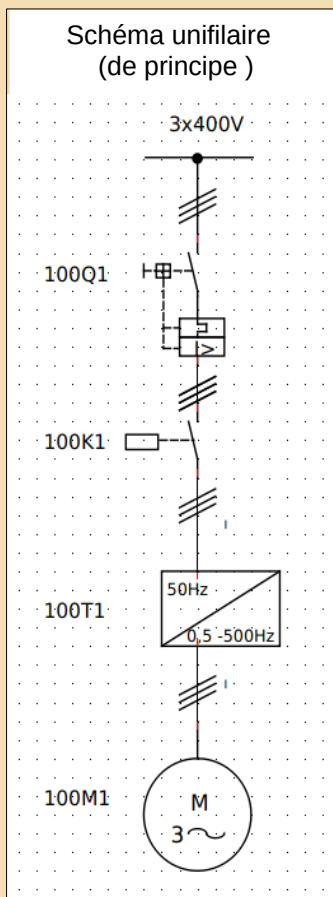 Schéma unifilaire
(de principe )
3x400V
100Q1
>
100K1
50Hz
100T1
0,5 -500Hz
100M1
M
3